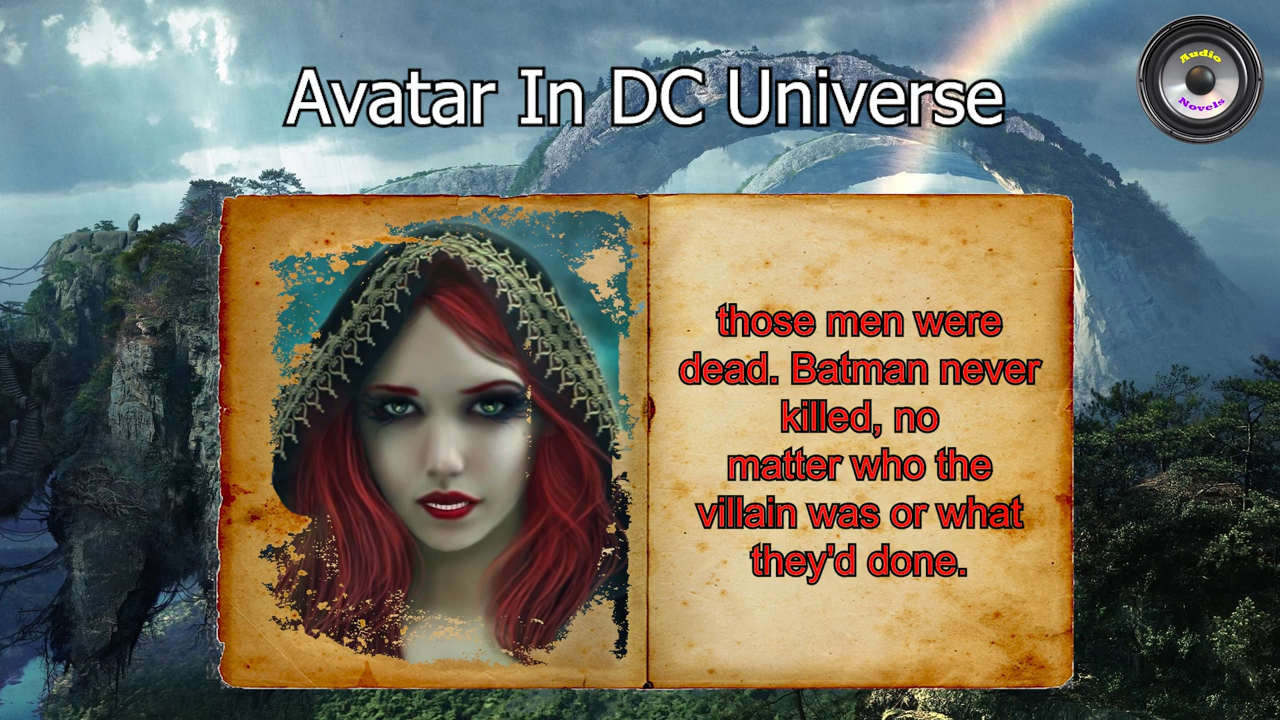 Avatar In DC Universe
Audio
Novels
those men were
dead. Batman never
killed, no
matter who the
villain was or what
they'd done.